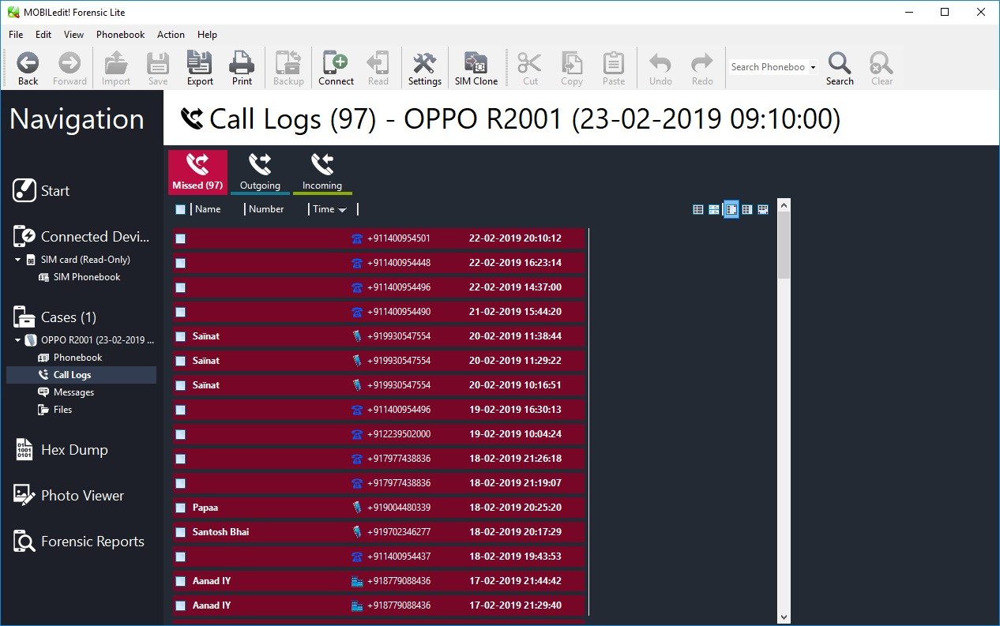 MOBILedit! Forensic Lite
File Edit View Phonebook Action Help
Back Forward Import Save Export Print Backup Connect Read Settings SIM Clone Cut Copy Paste Undo Redo Search Phoneboo Search Clear
Navigation
Start
Connected Devi...
SIM card (Read-Only)
SIM Phonebook
Cases (1)
OPPO R2001 (23-02-2019 ...
Phonebook
Call Logs
Messages
Files
Hex Dump
Photo Viewer
Forensic Reports
Call Logs (97) - OPPO R2001 (23-02-2019 09:10:00)
Missed (97) Outgoing Incoming
Name Number Time
+911400954501 22-02-2019 20:10:12
+911400954448 22-02-2019 16:23:14
+911400954496 22-02-2019 14:37:00
+911400954490 21-02-2019 15:44:20
Saïnat +919930547554 20-02-2019 11:38:44
Saïnat +919930547554 20-02-2019 11:29:22
Saïnat +919930547554 20-02-2019 10:16:51
+911400954496 19-02-2019 16:30:13
+912239502000 19-02-2019 10:04:24
+917977438836 18-02-2019 21:26:18
+917977438836 18-02-2019 21:19:07
Papaa +919004480339 18-02-2019 20:25:20
Santosh Bhai +919702346277 18-02-2019 20:17:29
+911400954437 18-02-2019 19:43:53
Aanad IY +918779088436 17-02-2019 21:44:42
Aanad IY +918779088436 17-02-2019 21:29:40